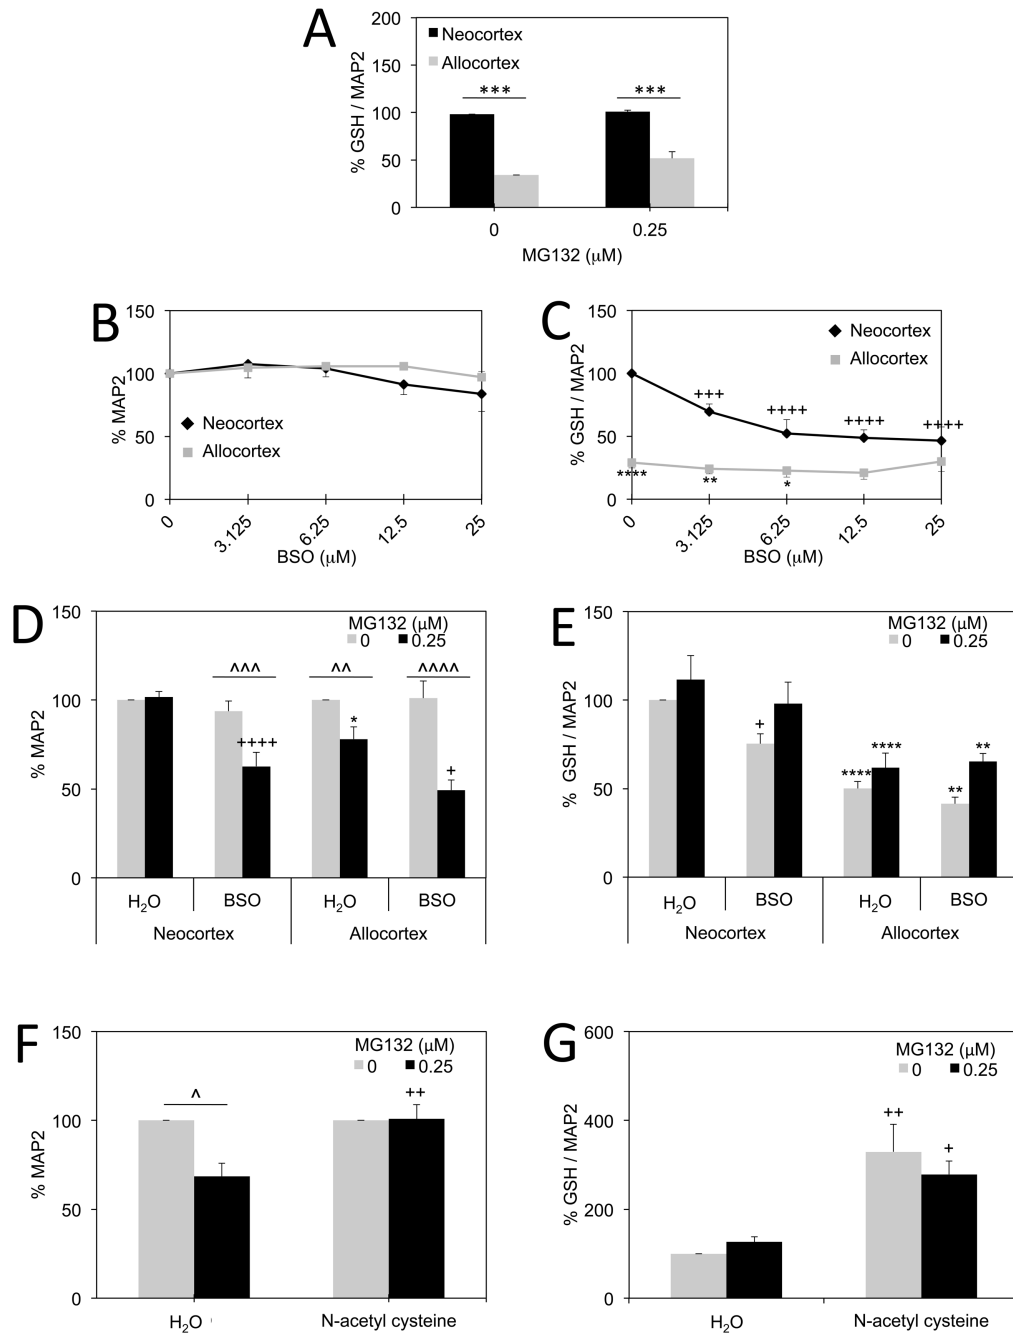 A
200
Neocortex
Allocortex
150
*** ***
100
50
0
% GSH / MAP2
0 0.25
MG132 (μM)
B
150
100
50
0
% MAP2
Neocortex
Allocortex
0 3.125 6.25 12.5 25
BSO (μM)
C
150
100
50
0
% GSH / MAP2
Neocortex
Allocortex
+++ ++++ ++++ ++++
**** ** *
0 3.125 6.25 12.5 25
BSO (μM)
D
150
100
50
0
% MAP2
MG132 (μM)
0 0.25
^^^ ^^ ^^^^
++++ * +
H2O BSO H2O BSO
Neocortex Allocortex
E
150
100
50
0
% GSH / MAP2
MG132 (μM)
0 0.25
+ **** **** ** **
H2O BSO H2O BSO
Neocortex Allocortex
F
150
100
50
0
% MAP2
MG132 (μM)
0 0.25
^ ++
H2O N-acetyl cysteine
G
600
400
200
0
% GSH / MAP2
MG132 (μM)
0 0.25
++ +
H2O N-acetyl cysteine